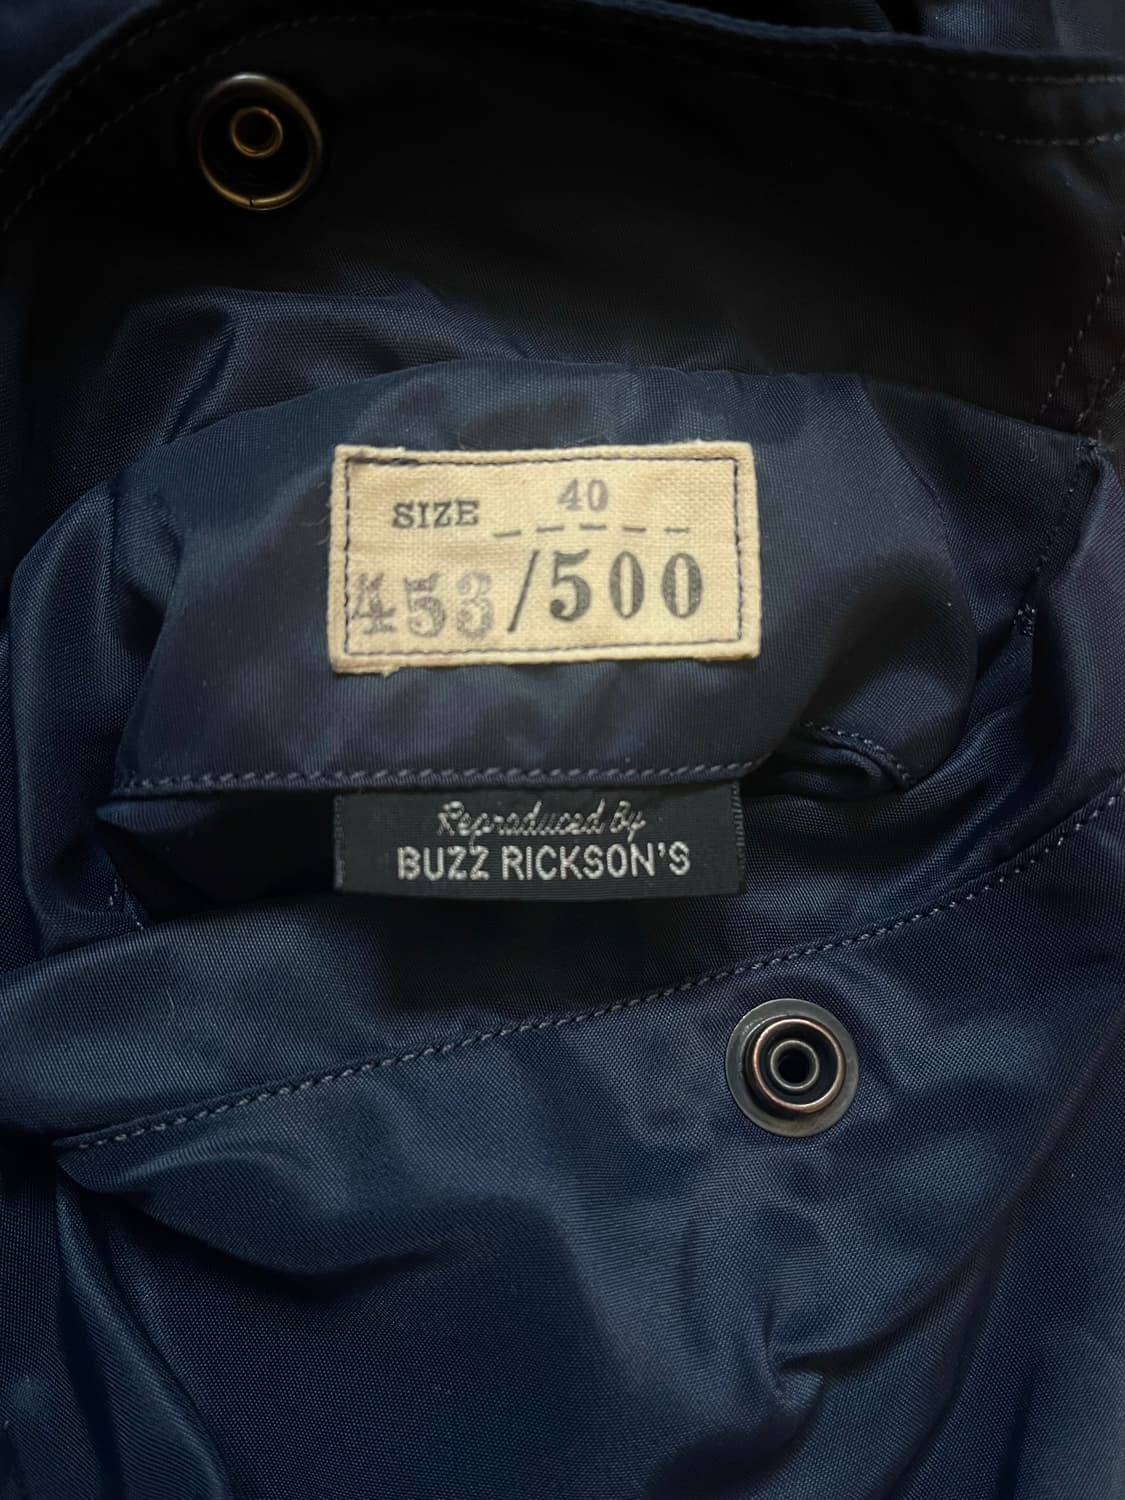 SIZE 40
453/500
Reproduced By
BUZZ RICKSON'S